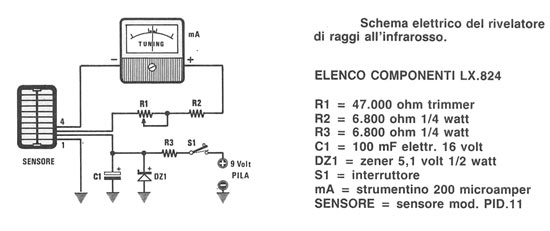 Schema elettrico del rivelatore
di raggi all'infrarosso.
ELENCO COMPONENTI LX.824
R1 = 47.000 ohm trimmer
R2 = 6.800 ohm 1/4 watt
R3 = 6.800 ohm 1/4 watt
C1 = 100 mF elettr. 16 volt
DZ1 = zener 5,1 volt 1/2 watt
S1 = interruttore
mA = strumentino 200 microamper
SENSORE = sensore mod. PID.11
TUNING
mA
- +
R1 R2
4
1
SENSORE
R3 S1
C1 DZ1
9 Volt
PILA